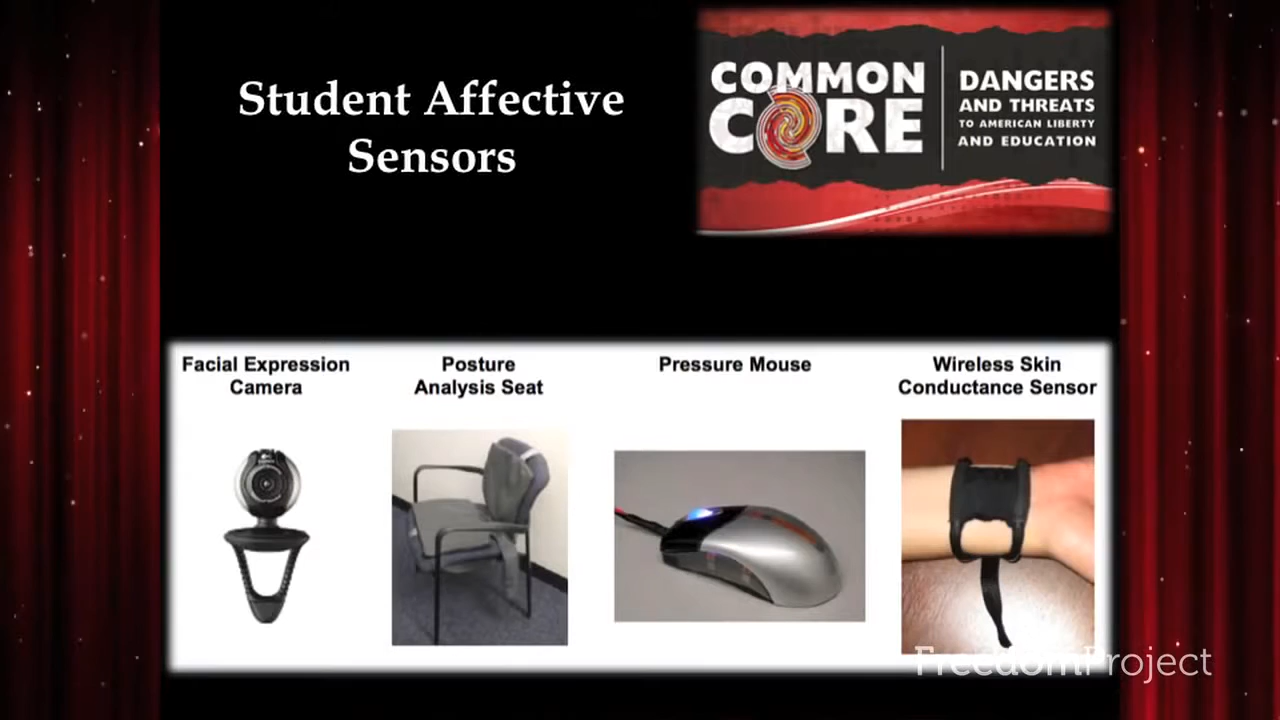 Student Affective
Sensors
COMMON
CORE
DANGERS
AND THREATS
TO AMERICAN LIBERTY
AND EDUCATION
Facial Expression
Camera
Posture
Analysis Seat
Pressure Mouse
Wireless Skin
Conductance Sensor
FreedomProject